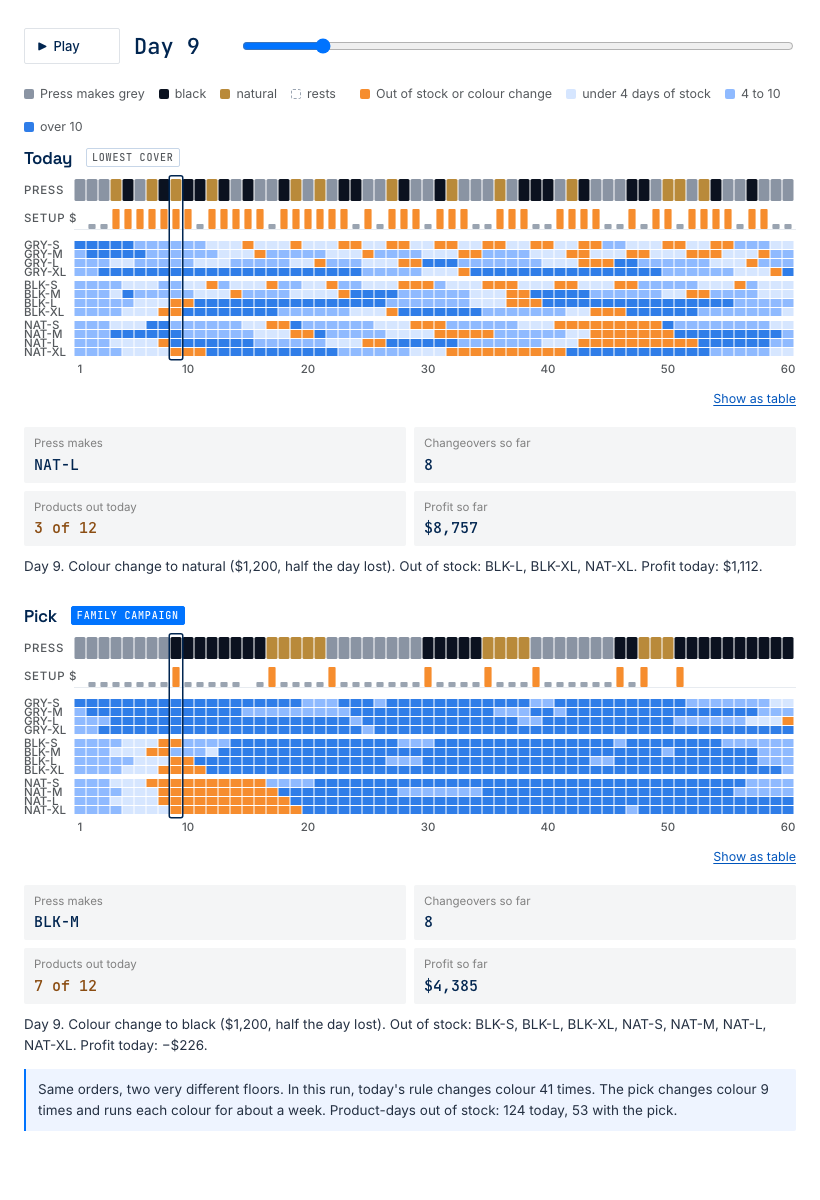 ► Play
Day 9
Press makes grey black natural rests Out of stock or colour change under 4 days of stock 4 to 10
over 10
Today LOWEST COVER
PRESS
SETUP $
GRY-S
GRY-M
GRY-L
GRY-XL
BLK-S
BLK-M
BLK-L
BLK-XL
NAT-S
NAT-M
NAT-L
NAT-XL
1 10 20 30 40 50 60
Show as table
Press makes
NAT-L
Changeovers so far
8
Products out today
3 of 12
Profit so far
$8,757
Day 9. Colour change to natural ($1,200, half the day lost). Out of stock: BLK-L, BLK-XL, NAT-XL. Profit today: $1,112.
Pick FAMILY CAMPAIGN
PRESS
SETUP $
GRY-S
GRY-M
GRY-L
GRY-XL
BLK-S
BLK-M
BLK-L
BLK-XL
NAT-S
NAT-M
NAT-L
NAT-XL
1 10 20 30 40 50 60
Show as table
Press makes
BLK-M
Changeovers so far
8
Products out today
7 of 12
Profit so far
$4,385
Day 9. Colour change to black ($1,200, half the day lost). Out of stock: BLK-S, BLK-L, BLK-XL, NAT-S, NAT-M, NAT-L,
NAT-XL. Profit today: −$226.
Same orders, two very different floors. In this run, today's rule changes colour 41 times. The pick changes colour 9
times and runs each colour for about a week. Product-days out of stock: 124 today, 53 with the pick.